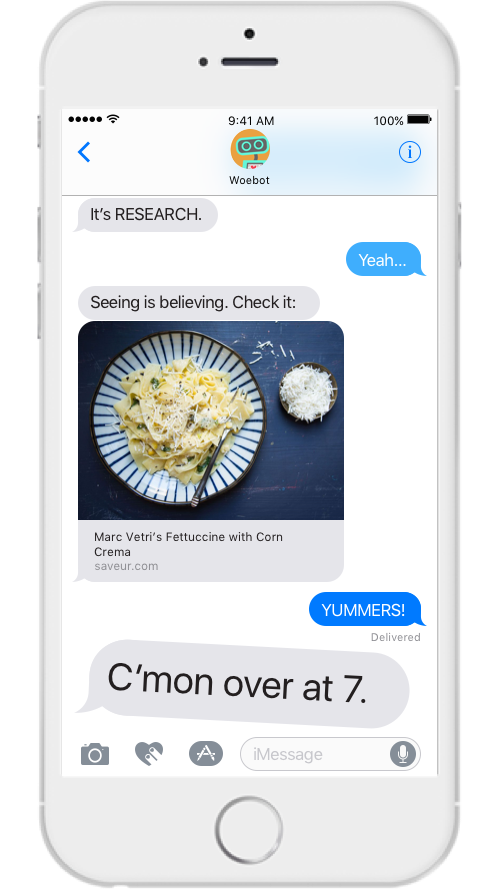 9:41 AM
100%
Woebot
It’s RESEARCH.
Yeah...
Seeing is believing. Check it:
Marc Vetri’s Fettuccine with Corn
Crema
saveur.com
YUMMERS!
Delivered
C’mon over at 7.
iMessage